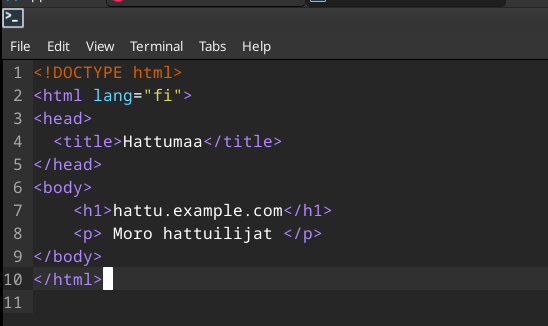 File Edit View Terminal Tabs Help
1 <!DOCTYPE html>
2 <html lang="fi">
3 <head>
4   <title>Hattumaa</title>
5 </head>
6 <body>
7     <h1>hattu.example.com</h1>
8     <p> Moro hattuilijat </p>
9 </body>
10 </html>
11